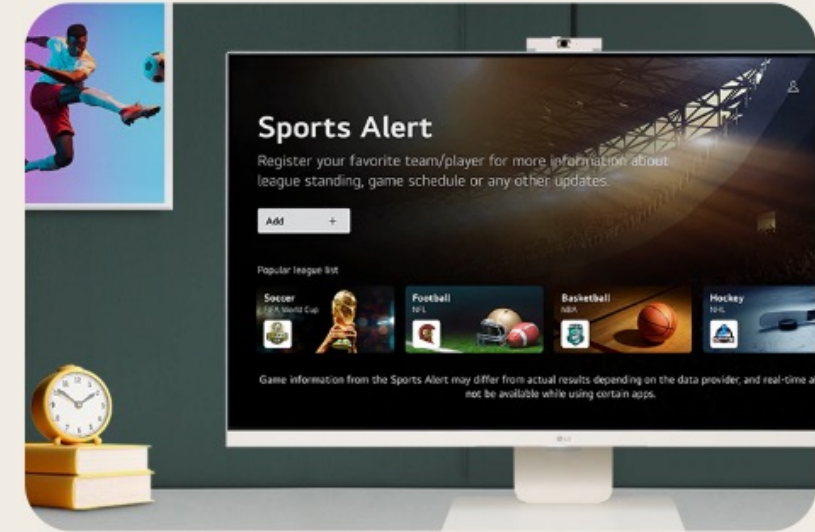 Sports Alert
Register your favorite team/player for more information about
league standing, game schedule or any other updates.
Add +
Popular league list
Soccer
FIFA World Cup
Football
NFL
Basketball
NBA
Hockey
NHL
Game information from the Sports Alert may differ from actual results depending on the data provider, and real-time
not be available while using certain apps.
LG